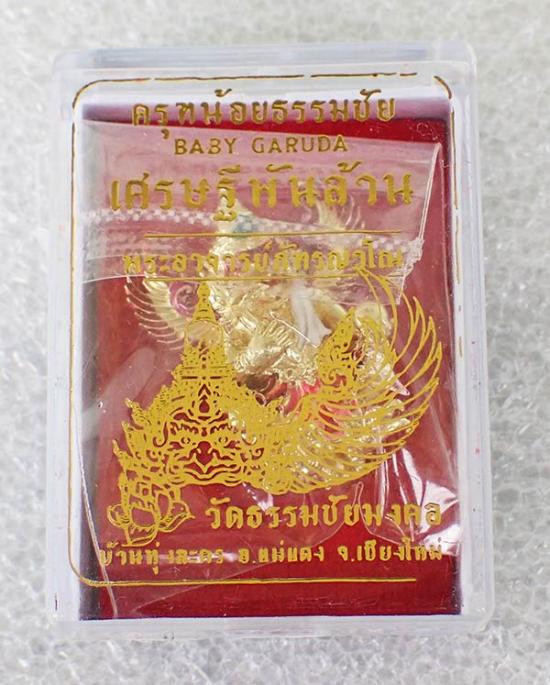 ครุฑน้อยธรรมชัย
BABY GARUDA
เศรษฐีพันล้าน
พระอาจารย์ภัทรญาโณ
วัดธรรมชัยมงคล
บ้านทุ่งละคร อ.แม่แตง จ.เชียงใหม่